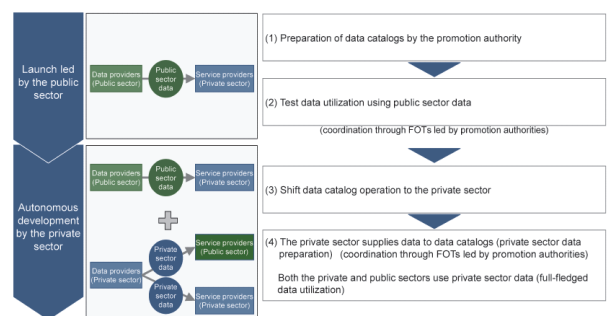 Launch led
by the public
sector
Data providers
(Public sector)
Public
sector
data
Service providers
(Private sector)
(1) Preparation of data catalogs by the promotion authority
(2) Test data utilization using public sector data
(coordination through FOTs led by promotion authorities)
Autonomous
development
by the private
sector
Data providers
(Public sector)
Public
sector
data
Service providers
(Private sector)
Data providers
(Private sector)
Private
sector
data
Service providers
(Public sector)
Private
sector
data
Service providers
(Private sector)
(3) Shift data catalog operation to the private sector
(4) The private sector supplies data to data catalogs (private sector data
preparation) (coordination through FOTs led by promotion authorities)
Both the private and public sectors use private sector data (full-fledged
data utilization)